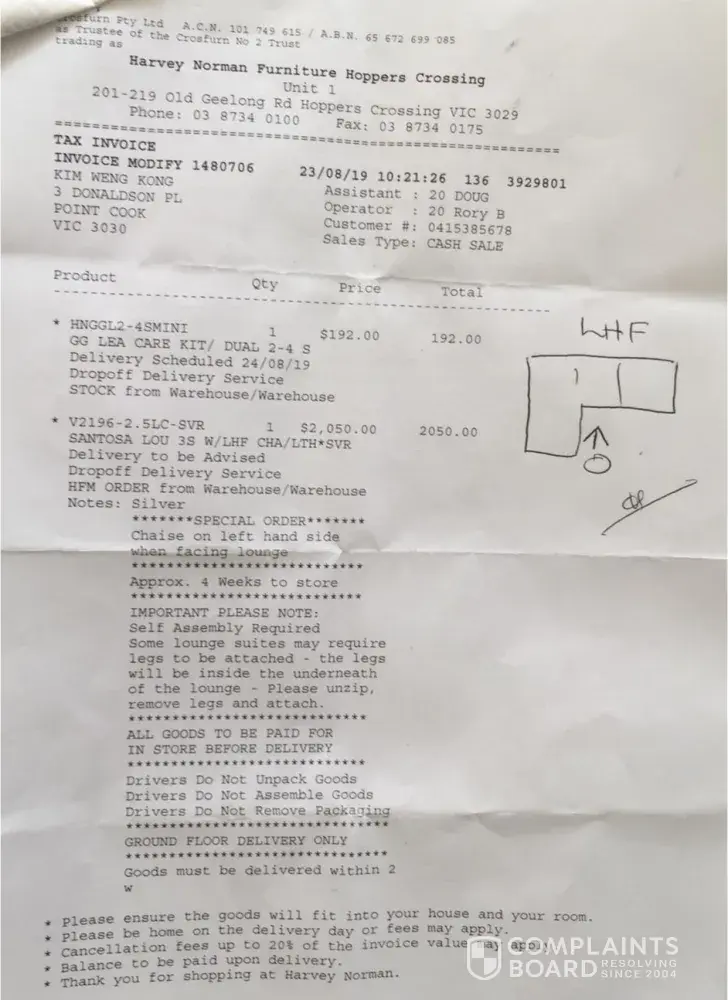 Crosfurn Pty Ltd A.C.N. 101 749 615 / A.B.N. 65 672 699 085
as Trustee of the Crosfurn No 2 Trust
trading as
Harvey Norman Furniture Hoppers Crossing
Unit 1
201-219 Old Geelong Rd Hoppers Crossing VIC 3029
Phone: 03 8734 0100 Fax: 03 8734 0175
TAX INVOICE
INVOICE MODIFY 1480706 23/08/19 10:21:26 136 3929801
KIM WENG KONG Assistant : 20 DOUG
3 DONALDSON PL Operator : 20 Rory B
POINT COOK Customer #: 0415385678
VIC 3030 Sales Type: CASH SALE
Product Qty Price Total
* HNGGL2-4SMINI 1 $192.00 192.00
GG LEA CARE KIT/ DUAL 2-4 S
Delivery Scheduled 24/08/19
Dropoff Delivery Service
STOCK from Warehouse/Warehouse
LHF
* V2196-2.5LC-SVR 1 $2,050.00 2050.00
SANTOSA LOU 3S W/LHF CHA/LTH*SVR
Delivery to be Advised
Dropoff Delivery Service
HFM ORDER from Warehouse/Warehouse
Notes: Silver
*******SPECIAL ORDER*******
Chaise on left hand side
when facing lounge
***************************
Approx. 4 Weeks to store
***************************
IMPORTANT PLEASE NOTE:
Self Assembly Required
Some lounge suites may require
legs to be attached - the legs
will be inside the underneath
of the lounge - Please unzip,
remove legs and attach.
****************************
ALL GOODS TO BE PAID FOR
IN STORE BEFORE DELIVERY
****************************
Drivers Do Not Unpack Goods
Drivers Do Not Assemble Goods
Drivers Do Not Remove Packaging
*******************************
GROUND FLOOR DELIVERY ONLY
*******************************
Goods must be delivered within 2
w
* Please ensure the goods will fit into your house and your room.
* Please be home on the delivery day or fees may apply.
* Cancellation fees up to 20% of the invoice value may apply.
* Balance to be paid upon delivery.
* Thank you for shopping at Harvey Norman.
COMPLAINTS
BOARD RESOLVING
SINCE 2004